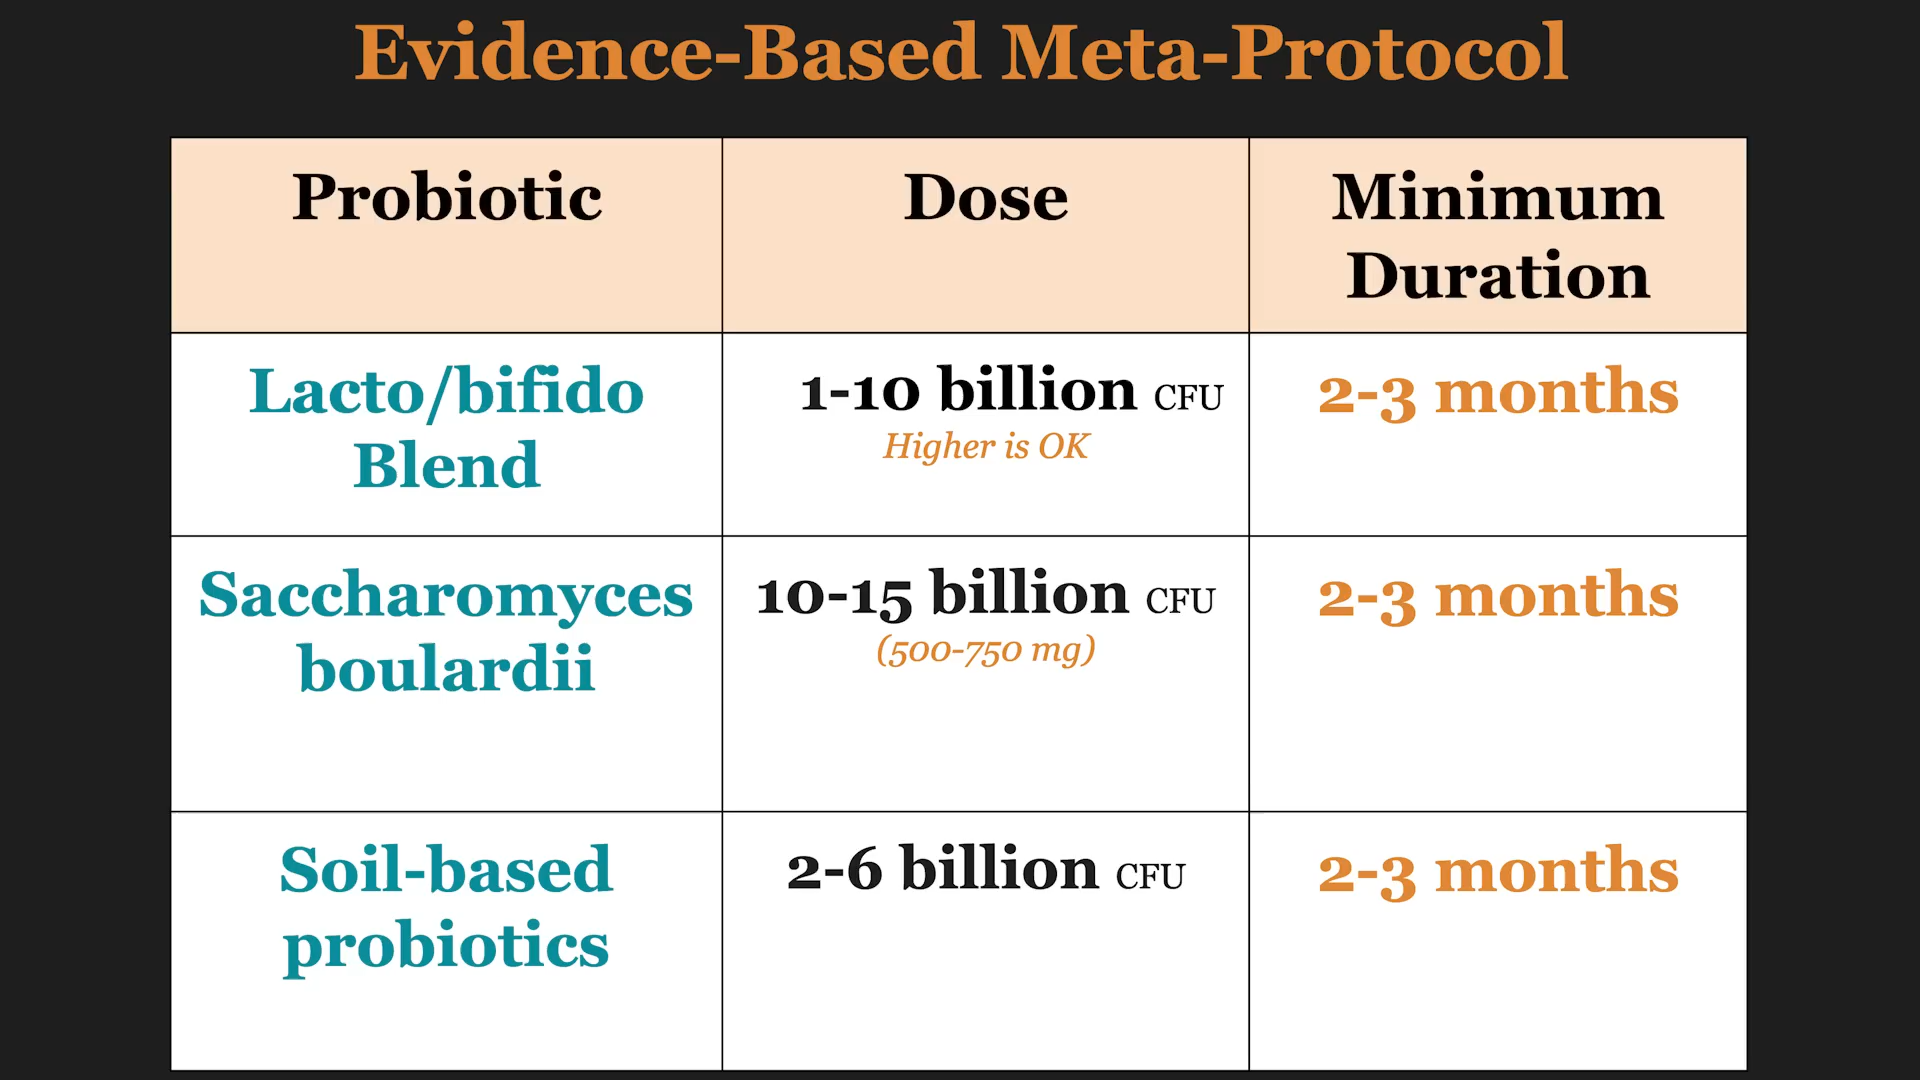 Evidence-Based Meta-Protocol
Probiotic
Dose
Minimum
Duration
Lacto/bifido
Blend
1-10 billion CFU
Higher is OK
2-3 months
Saccharomyces
boulardii
10-15 billion CFU
(500-750 mg)
2-3 months
Soil-based
probiotics
2-6 billion CFU
2-3 months